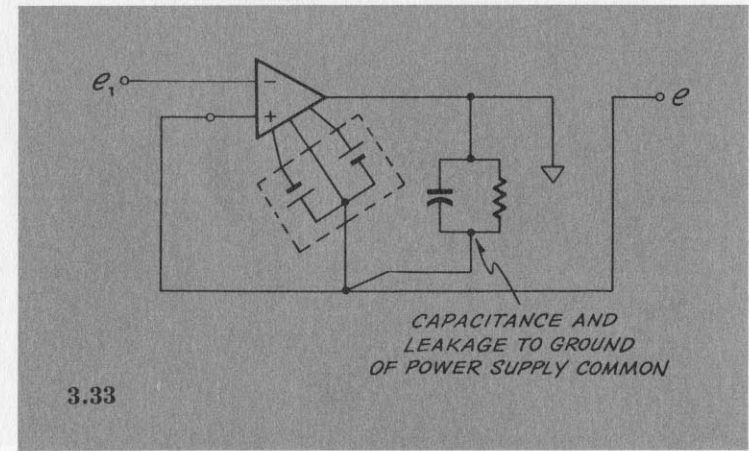 e₁
−
+
e
CAPACITANCE AND
LEAKAGE TO GROUND
OF POWER SUPPLY COMMON
3.33